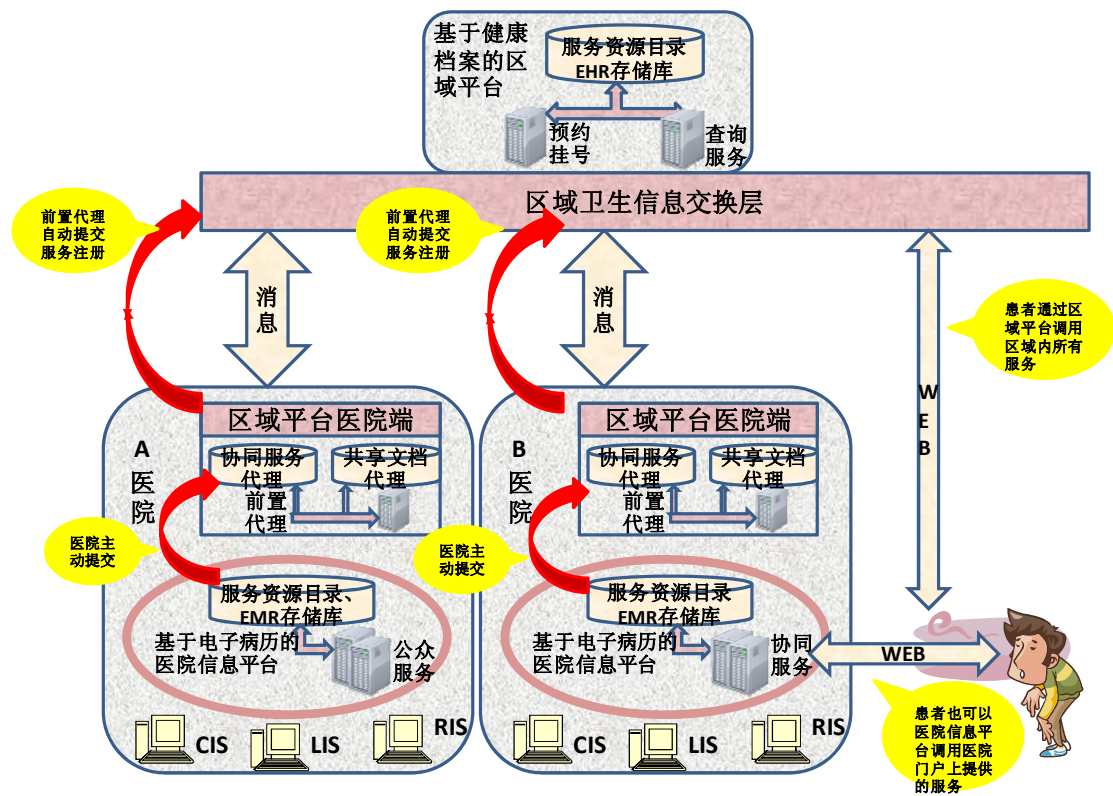 基于健康
档案的区
域平台
服务资源目录
EHR存储库
预约
挂号
查询
服务
区域卫生信息交换层
前置代理
自动提交
服务注册
前置代理
自动提交
服务注册
消
息
消
息
患者通过区
域平台调用
区域内所有
服务
W
E
B
A
医
院
区域平台医院端
协同服务
代理
共享文档
代理
前置
代理
医院主
动提交
服务资源目录、
EMR存储库
基于电子病历的
医院信息平台
公众
服务
CIS
LIS
RIS
B
医
院
区域平台医院端
协同服务
代理
共享文档
代理
前置
代理
医院主
动提交
服务资源目录
EMR存储库
基于电子病历的
医院信息平台
协同
服务
CIS
LIS
RIS
WEB
患者也可以
医院信息平
台调用医院
门户上提供
的服务